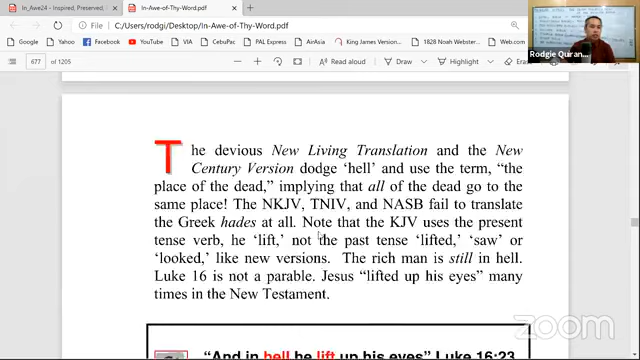 In_Awe24 - Inspired, Preserved,
In-Awe-of-Thy-Word.pdf
C:/Users/rodgi/Desktop/In-Awe-of-Thy-Word.pdf
Apps Google Facebook YouTube UA CebuPac PAL Express AirAsia King James Version 1828 Noah Webster
677 of 1205
Read aloud Draw Highlight Erase
Rodgie Quiran...
The devious New Living Translation and the New
Century Version dodge ‘hell’ and use the term, “the
place of the dead,” implying that all of the dead go to the
same place! The NKJV, TNIV, and NASB fail to translate
the Greek hades at all. Note that the KJV uses the present
tense verb, he ‘lift,’ not the past tense ‘lifted,’ ‘saw’ or
‘looked,’ like new versions. The rich man is still in hell.
Luke 16 is not a parable. Jesus “lifted up his eyes” many
times in the New Testament.
“And in hell he lift up his eyes” Luke 16:23
LIVE
zoom